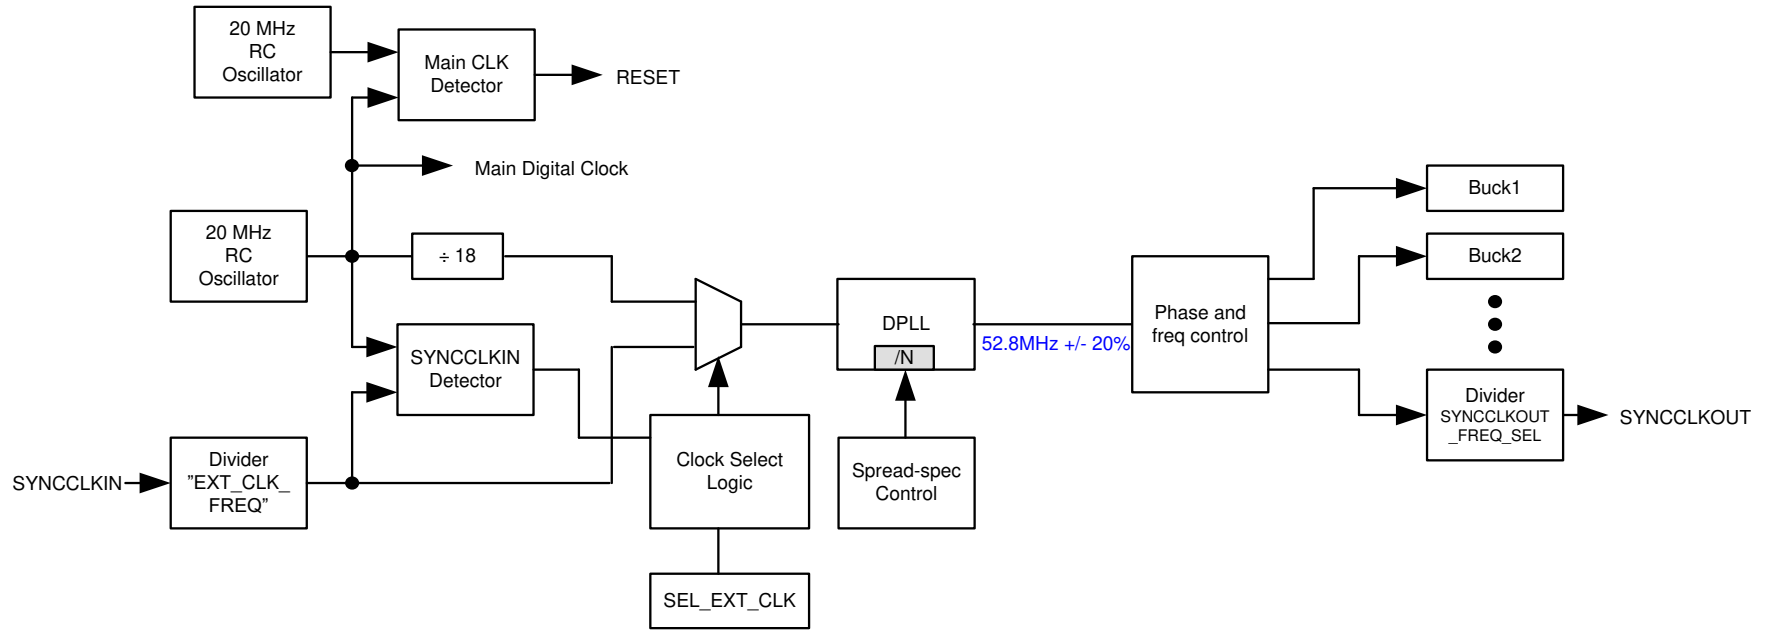 20 MHz
RC
Oscillator
Main CLK
Detector
RESET
Main Digital Clock
20 MHz
RC
Oscillator
÷ 18
SYNCCLKIN
Detector
SYNCCLKIN
Divider
”EXT_CLK_
FREQ”
Clock Select
Logic
SEL_EXT_CLK
DPLL
/N
Spread-spec
Control
52.8MHz +/- 20%
Phase and
freq control
Buck1
Buck2
Divider
SYNCCLKOUT
_FREQ_SEL
SYNCCLKOUT